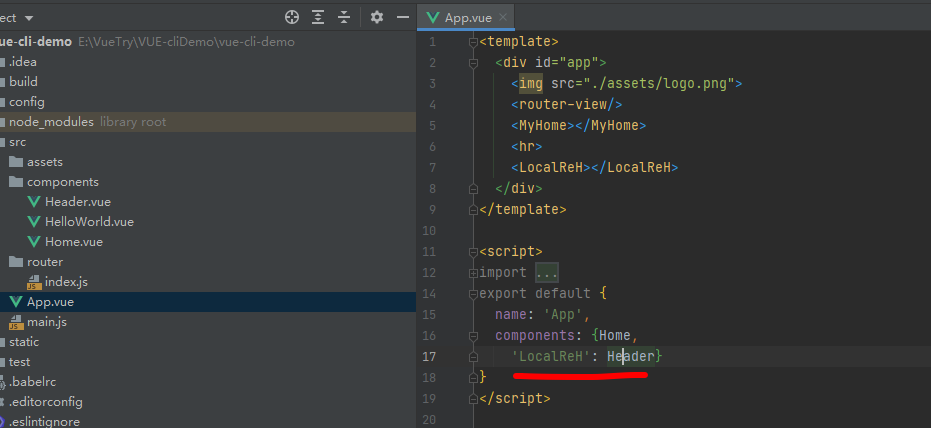 ect
ue-cli-demo E:\VueTry\VUE-cliDemo\vue-cli-demo
.idea
build
config
node_modules library root
src
assets
components
Header.vue
HelloWorld.vue
Home.vue
router
index.js
App.vue
main.js
static
test
.babelrc
.editorconfig
.eslintignore
App.vue
1 <template>
2 <div id="app">
3 <img src="./assets/logo.png">
4 <router-view/>
5 <MyHome></MyHome>
6 <hr>
7 <LocalReH></LocalReH>
8 </div>
9 </template>
10
11 <script>
12 import ...
14 export default {
15 name: 'App',
16 components: {Home,
17 'LocalReH': Header}
18 }
19 </script>
20